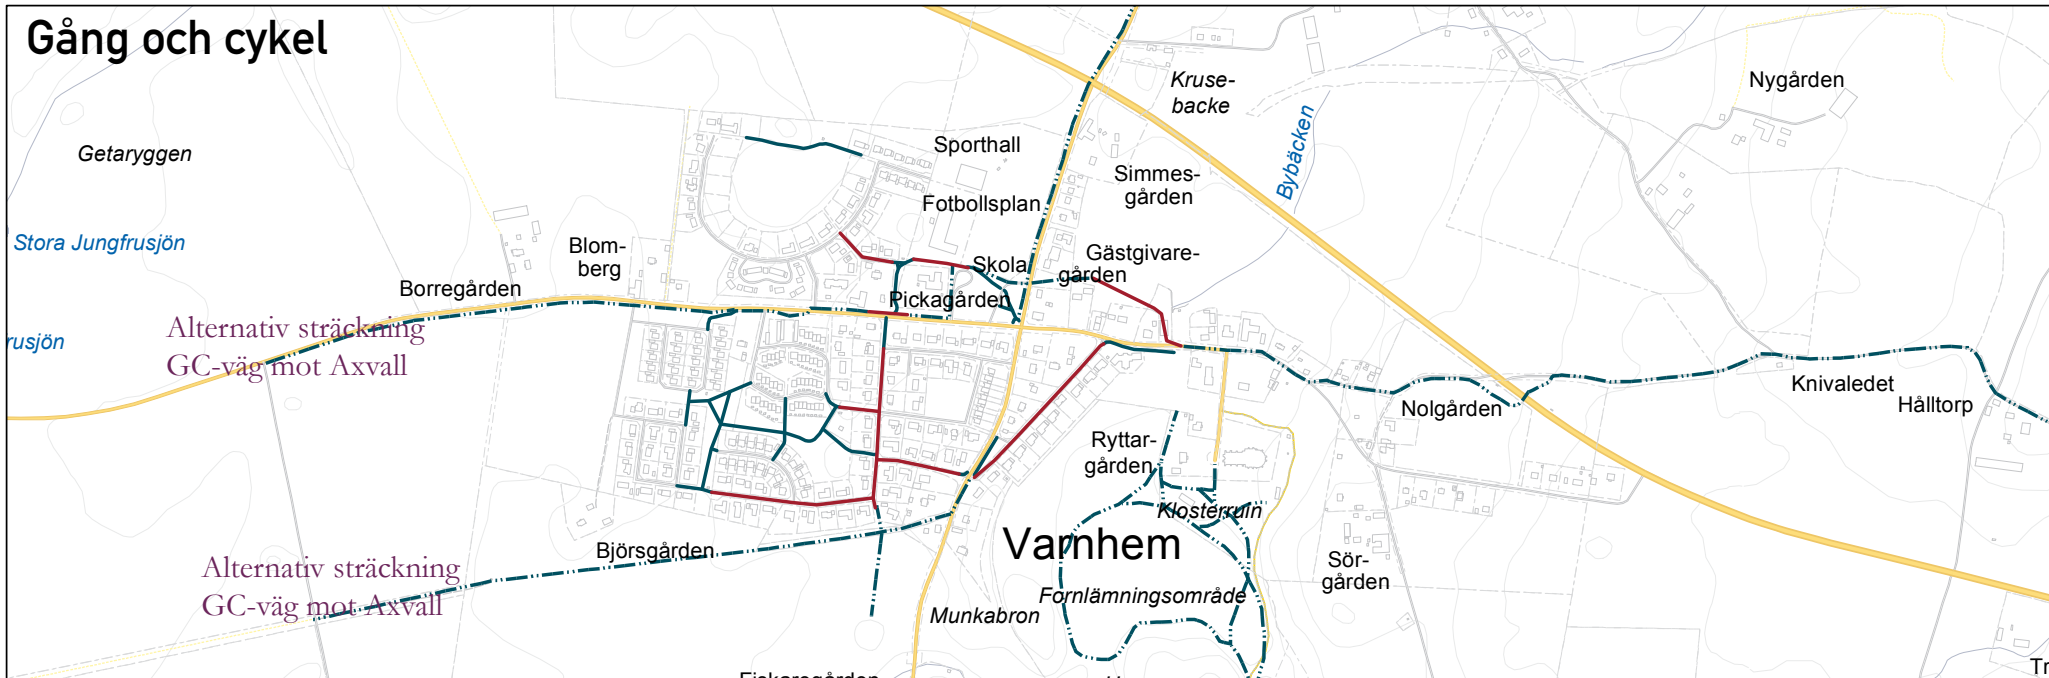 Gång och cykel
Nygården
Kruse-
backe
Bybäcken
Getaryggen
Sporthall
Simmes-
gården
Fotbollsplan
Stora Jungfrusjön
Blom-
berg
Skola
Gästgivare-
gården
Borregården
Pickagården
Alternativ sträckning
GC-väg mot Axvall
rusjön
Knivaledet
Hålltorp
Nolgården
Ryttar-
gården
Klosterruin
Varnhem
Björsgården
Sör-
gården
Alternativ sträckning
GC-väg mot Axvall
Fornlämningsområde
Munkabron
Fiskaregården
Tr